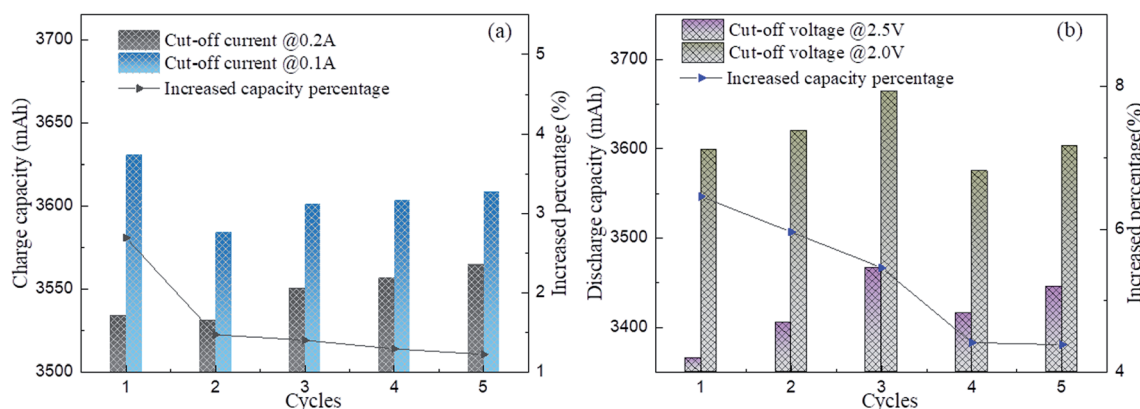 (a)
Cut-off current @0.2A
Cut-off current @0.1A
Increased capacity percentage
Charge capacity (mAh)
3700
3650
3600
3550
3500
5
4
3
2
1
Increased percentage (%)
1 2 3 4 5
Cycles
(b)
Cut-off voltage @2.5V
Cut-off voltage @2.0V
Increased capacity percentage
Discharge capacity (mAh)
3700
3600
3500
3400
8
6
4
Increased percentage(%)
1 2 3 4 5
Cycles